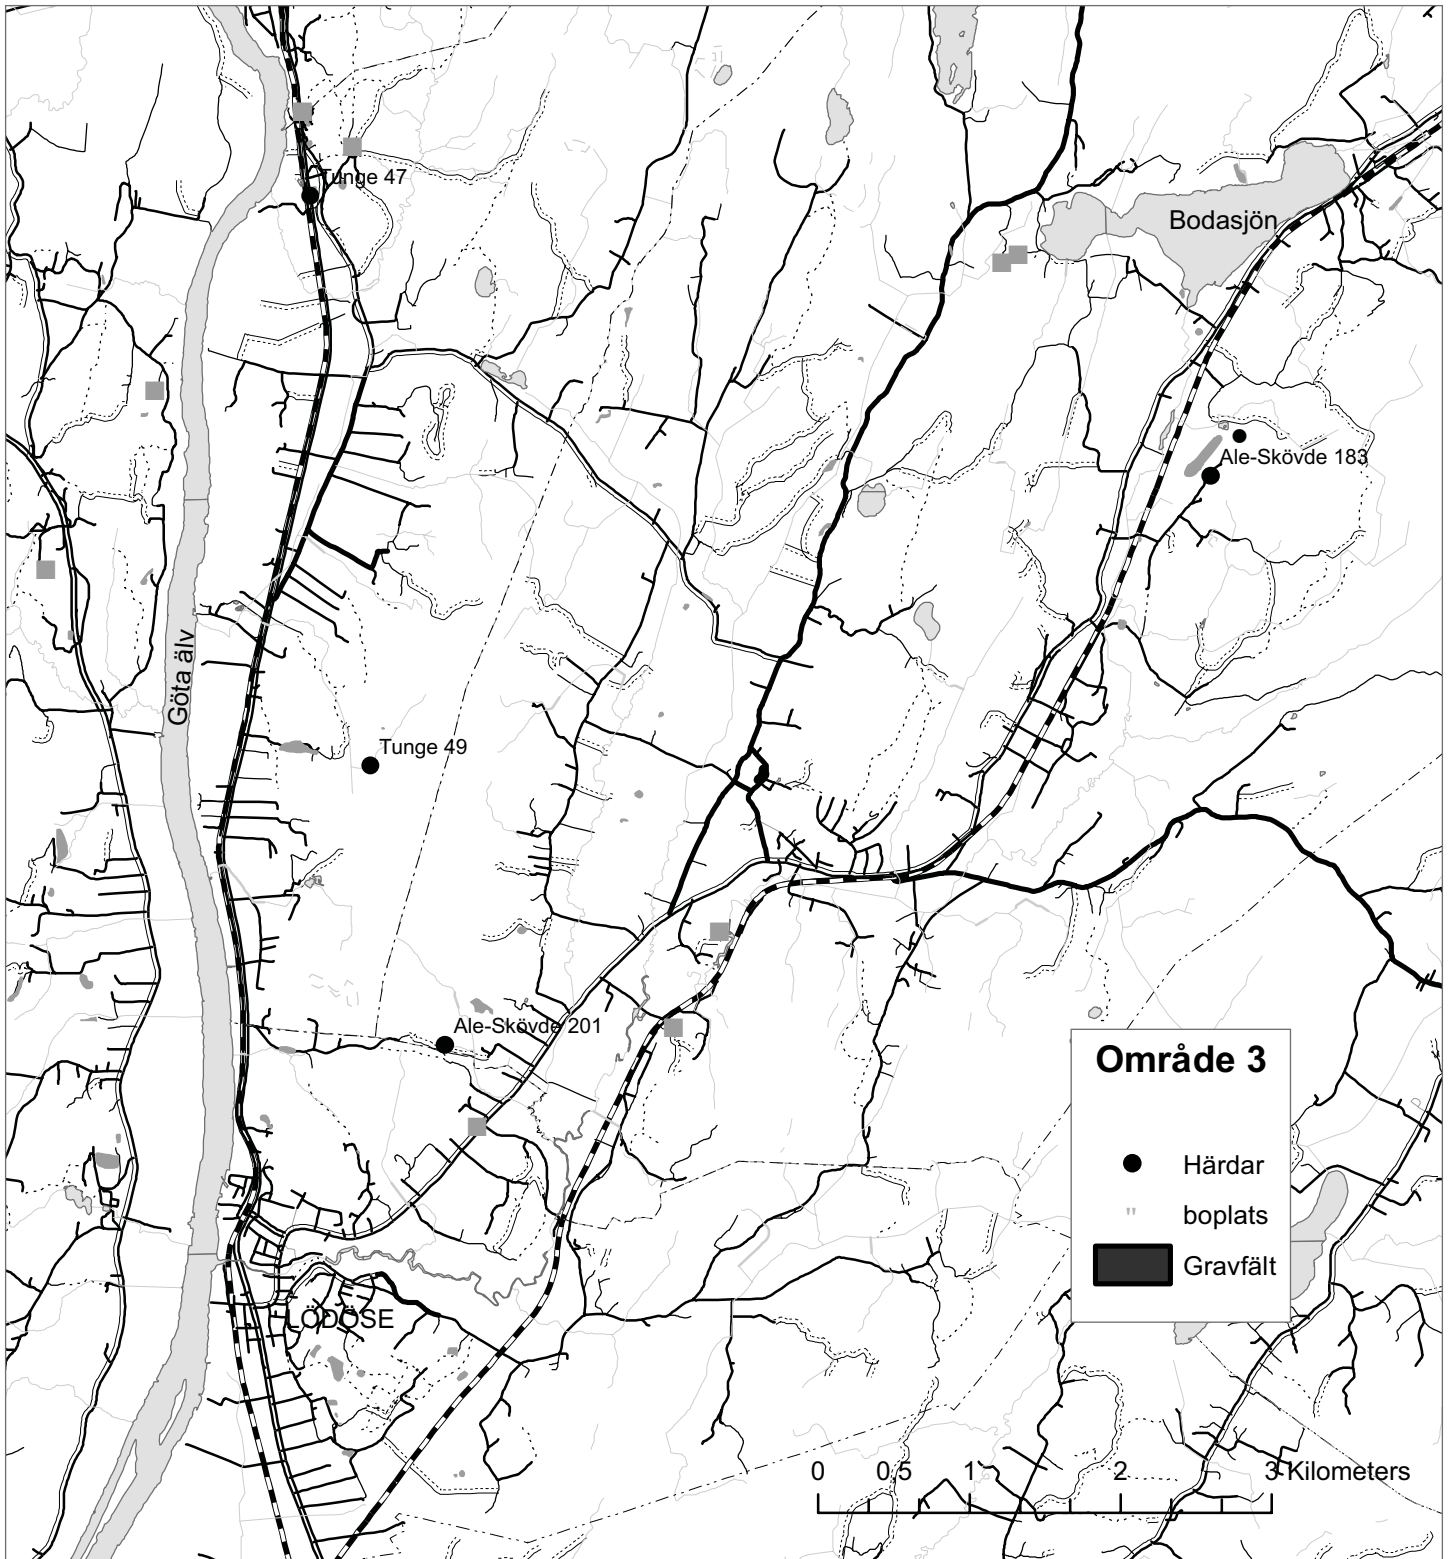 Tunge 47
Bodasjön
Ale-Skövde 183
Göta älv
Tunge 49
Ale-Skövde 201
Område 3
Härdar
" boplats
Gravfält
LÖDÖSE
0 0,5 1 2 3 Kilometers